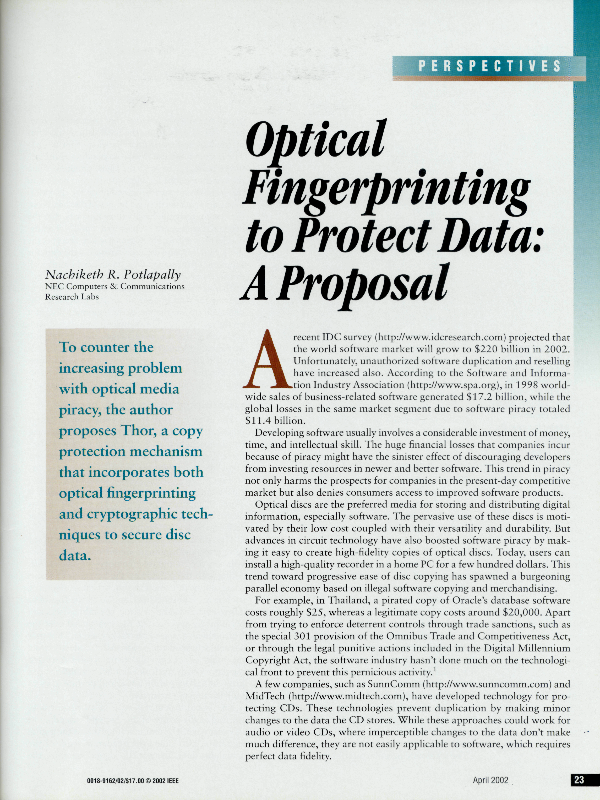 PERSPECTIVES
Optical
Fingerprinting
to Protect Data:
A Proposal
Nachiketh R. Potlapally
NEC Computers & Communications
Research Labs
To counter the
increasing problem
with optical media
piracy, the author
proposes Thor, a copy
protection mechanism
that incorporates both
optical fingerprinting
and cryptographic tech-
niques to secure disc
data.
A recent IDC survey (http://www.idcresearch.com) projected that
the world software market will grow to $220 billion in 2002.
Unfortunately, unauthorized software duplication and reselling
have increased also. According to the Software and Informa-
tion Industry Association (http://www.spa.org), in 1998 world-
wide sales of business-related software generated $17.2 billion, while the
global losses in the same market segment due to software piracy totaled
$11.4 billion.
Developing software usually involves a considerable investment of money,
time, and intellectual skill. The huge financial losses that companies incur
because of piracy might have the sinister effect of discouraging developers
from investing resources in newer and better software. This trend in piracy
not only harms the prospects for companies in the present-day competitive
market but also denies consumers access to improved software products.
Optical discs are the preferred media for storing and distributing digital
information, especially software. The pervasive use of these discs is moti-
vated by their low cost coupled with their versatility and durability. But
advances in circuit technology have also boosted software piracy by mak-
ing it easy to create high-fidelity copies of optical discs. Today, users can
install a high-quality recorder in a home PC for a few hundred dollars. This
trend toward progressive ease of disc copying has spawned a burgeoning
parallel economy based on illegal software copying and merchandising.
For example, in Thailand, a pirated copy of Oracle's database software
costs roughly $25, whereas a legitimate copy costs around $20,000. Apart
from trying to enforce deterrent controls through trade sanctions, such as
the special 301 provision of the Omnibus Trade and Competitiveness Act,
or through the legal punitive actions included in the Digital Millennium
Copyright Act, the software industry hasn't done much on the technologi-
cal front to prevent this pernicious activity.1
A few companies, such as SunnComm (http://www.sunncomm.com) and
MidTech (http://www.midtech.com), have developed technology for pro-
tecting CDs. These technologies prevent duplication by making minor
changes to the data the CD stores. While these approaches could work for
audio or video CDs, where imperceptible changes to the data don't make
much difference, they are not easily applicable to software, which requires
perfect data fidelity.
0018-9162/02/$17.00 © 2002 IEEE
April 2002
23